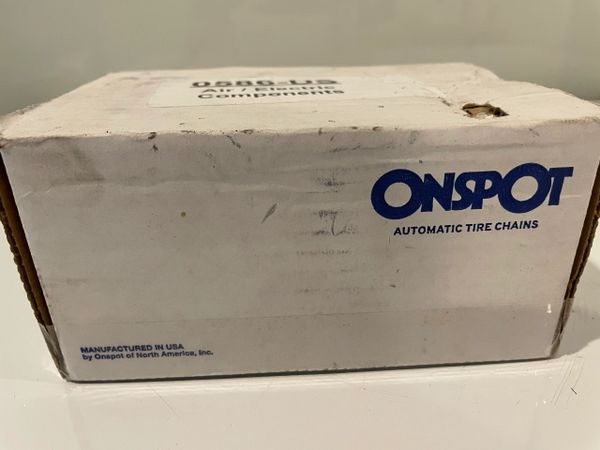 0586-US
Air / Electric
Components
ONSPOT
AUTOMATIC TIRE CHAINS
MANUFACTURED IN USA
by Onspot of North America, Inc.